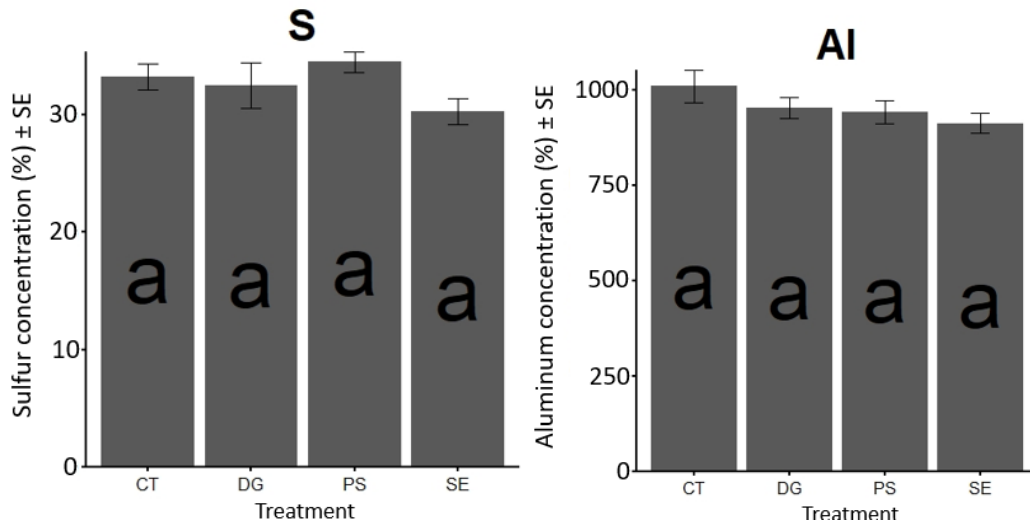 S
Sulfur concentration (%) ± SE
30
20
10
0
a
a
a
a
CT
DG
PS
SE
Treatment
Al
Aluminum concentration (%) ± SE
1000
750
500
250
0
a
a
a
a
CT
DG
PS
SE
Treatment